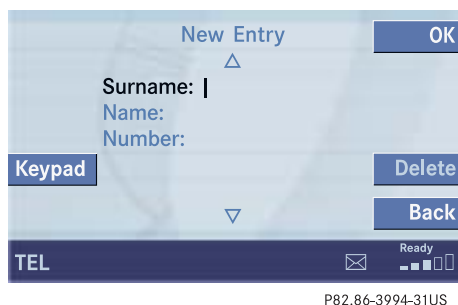 New Entry
OK
Surname:
Name:
Number:
Keypad
Delete
Back
TEL
Ready
P82.86-3994-31US